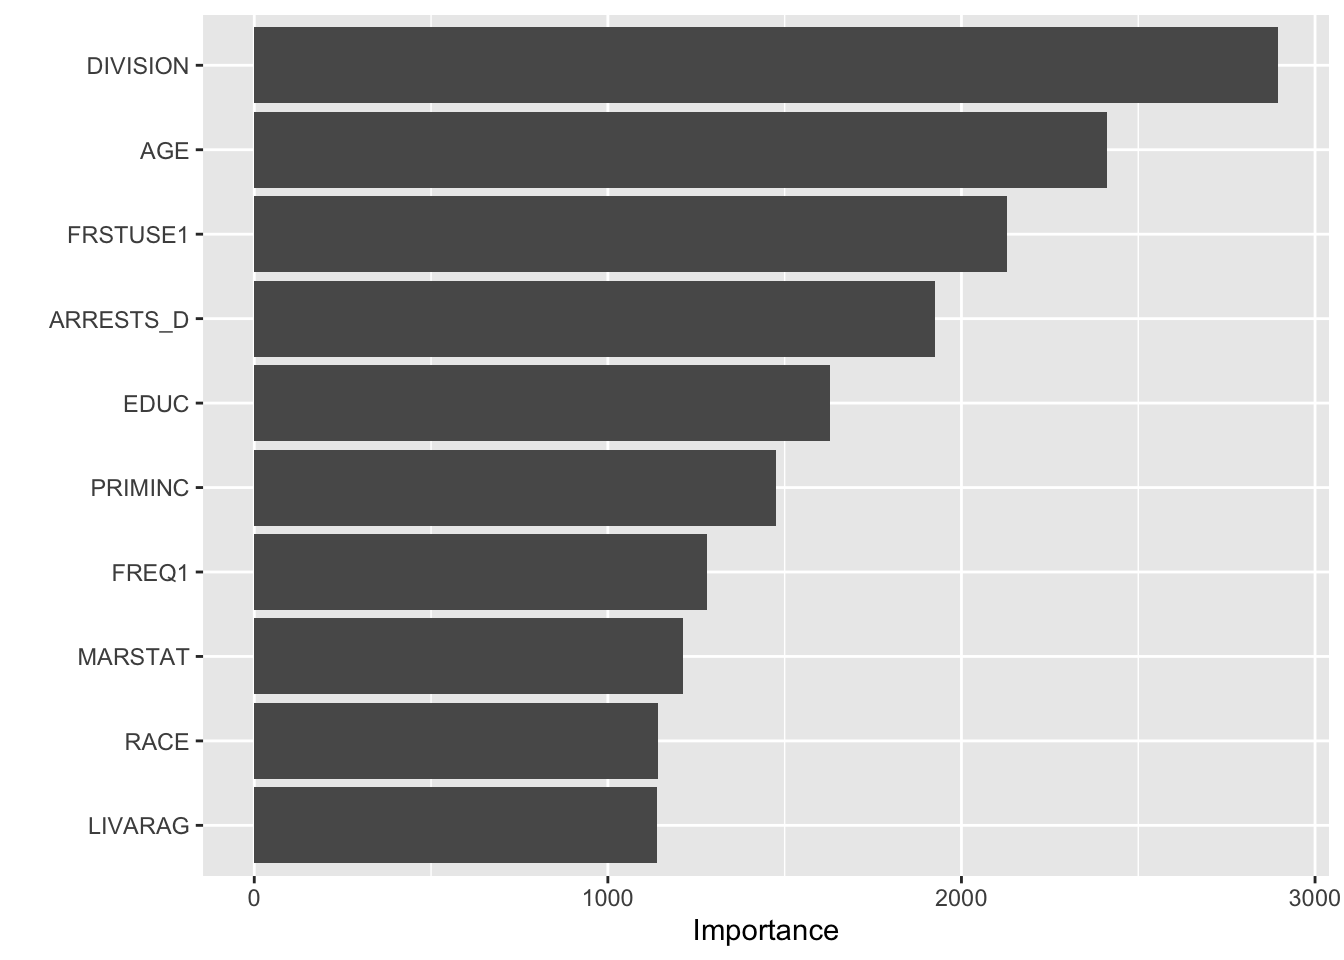 DIVISION
AGE
FRSTUSE1
ARRESTS_D
EDUC
PRIMINC
FREQ1
MARSTAT
RACE
LIVARAG
0 1000 2000 3000
Importance